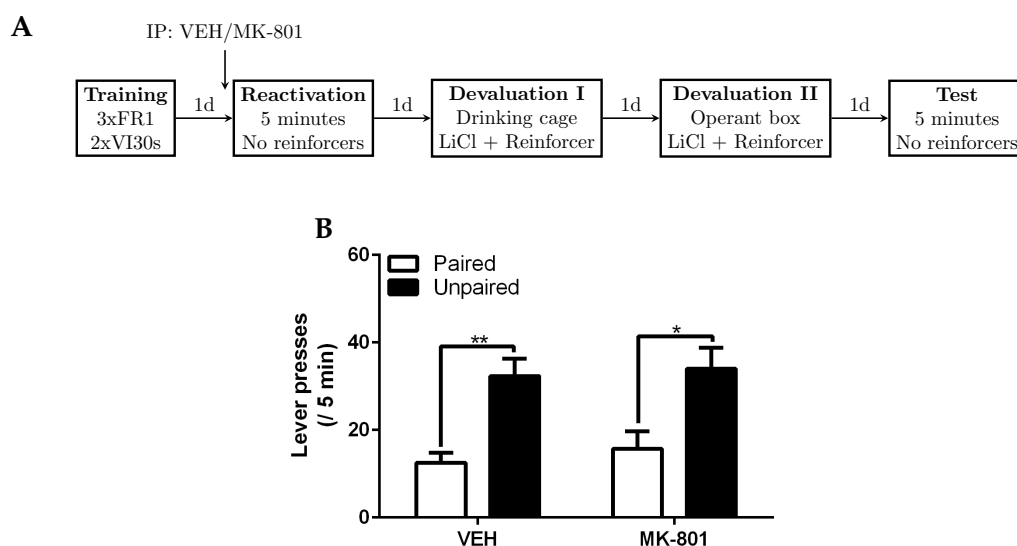 A
IP: VEH/MK-801
Training
3xFR1
2xVI30s
1d
Reactivation
5 minutes
No reinforcers
1d
Devaluation I
Drinking cage
LiCl + Reinforcer
1d
Devaluation II
Operant box
LiCl + Reinforcer
1d
Test
5 minutes
No reinforcers
B
Paired
Unpaired
Lever presses
(/ 5 min)
60
40
20
0
**
*
VEH
MK-801